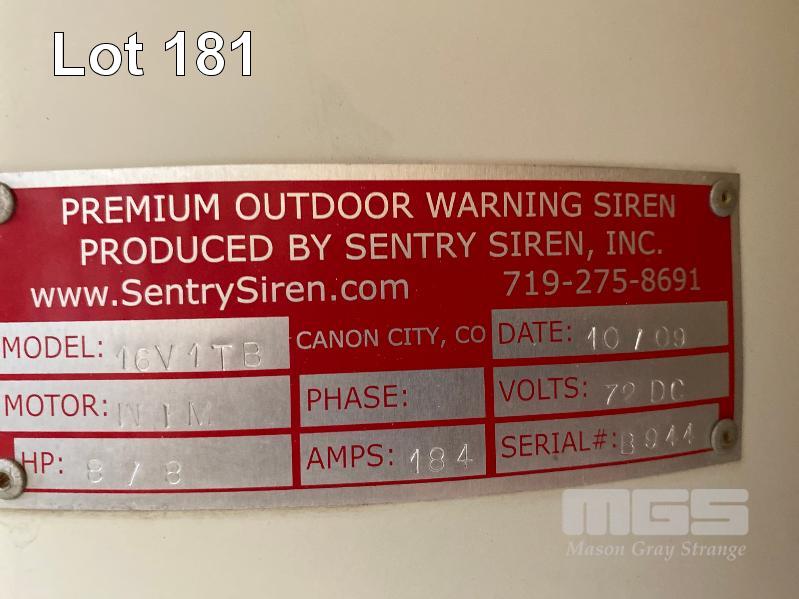 Lot 181
PREMIUM OUTDOOR WARNING SIREN
PRODUCED BY SENTRY SIREN, INC.
www.SentrySiren.com 719-275-8691
MODEL: 16V1TB CANON CITY, CO DATE: 10/09
MOTOR: PHASE: VOLTS: 72 DC
HP: 8/8 AMPS: 184 SERIAL#: B944
MGS
Mason Gray Strange